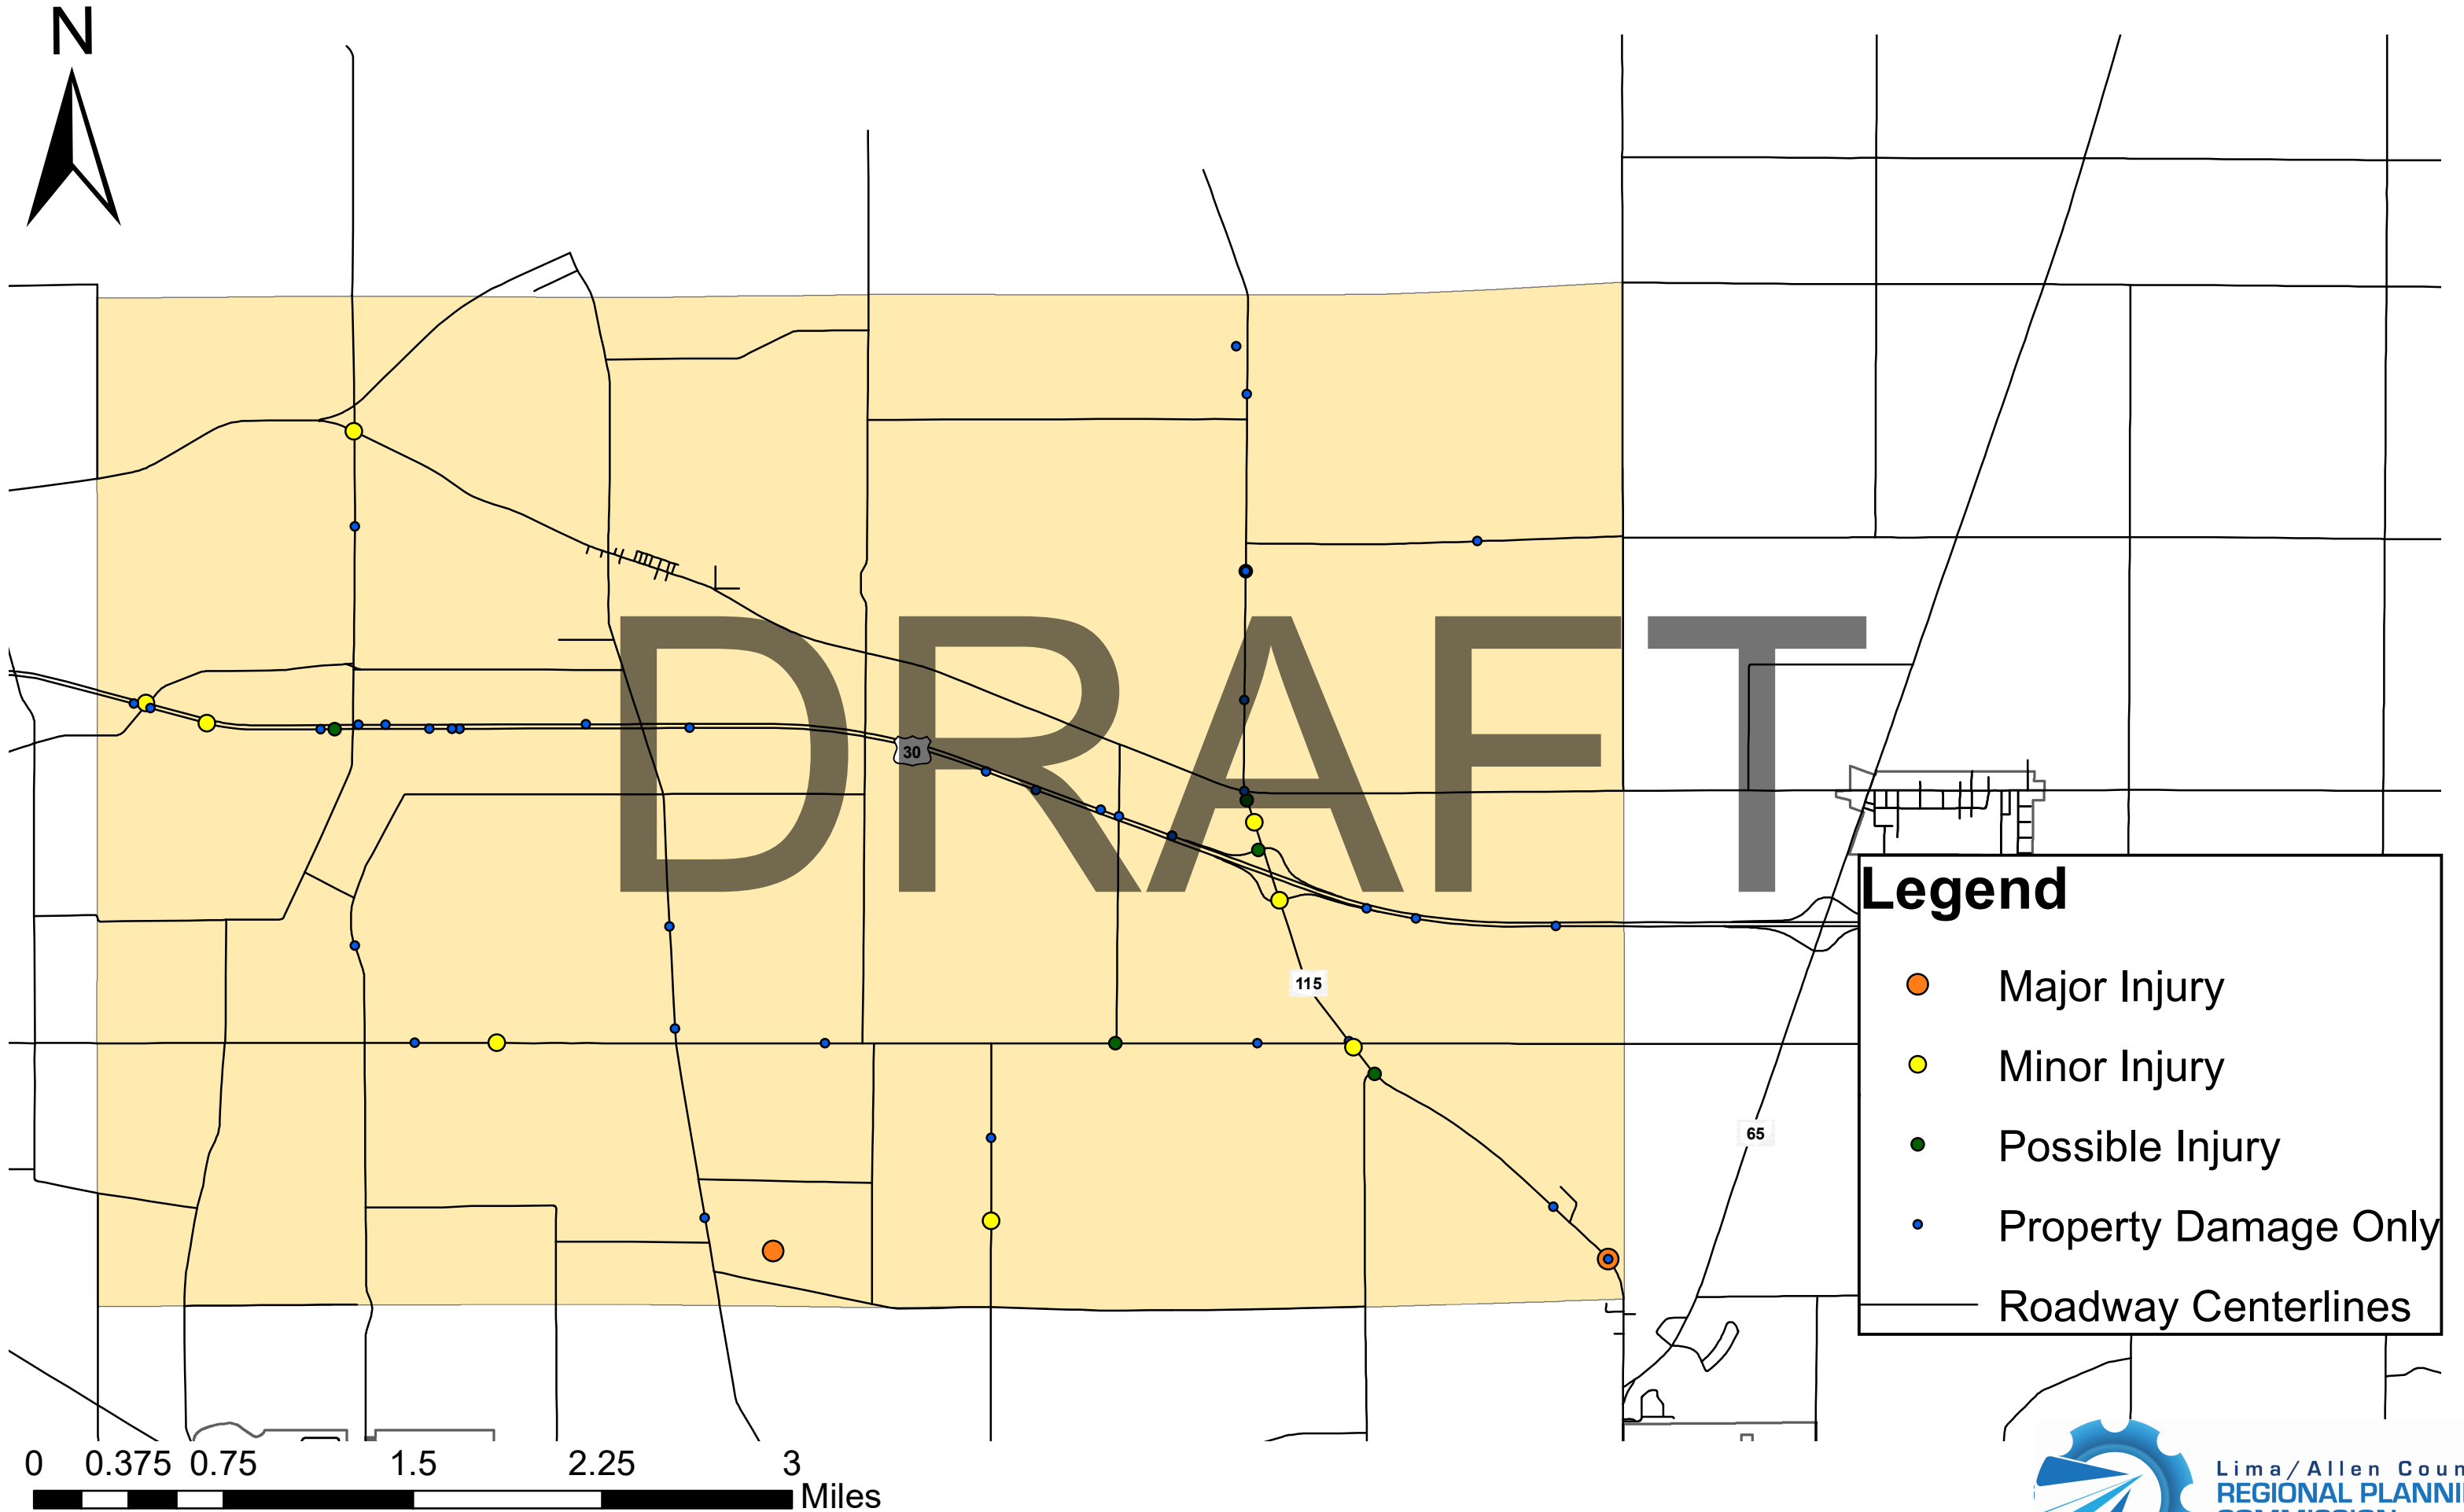 N
DRAFT
30
115
65
Legend
Major Injury
Minor Injury
Possible Injury
Property Damage Only
Roadway Centerlines
0 0.375 0.75 1.5 2.25 3
Miles
Lima/Allen Coun
REGIONAL PLANNI
COMMISSION